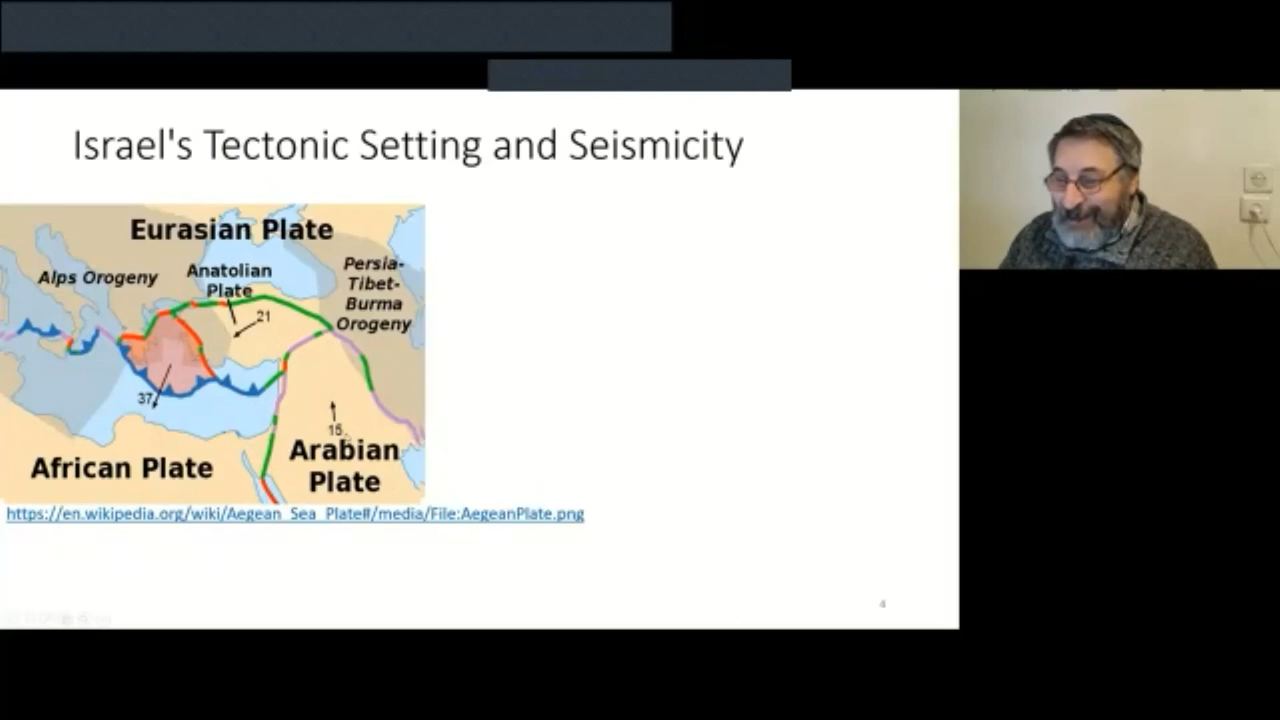 Israel's Tectonic Setting and Seismicity
Eurasian Plate
Alps Orogeny
Anatolian
Plate
Persia-
Tibet-
Burma
Orogeny
21
37
15
African Plate
Arabian
Plate
https://en.wikipedia.org/wiki/Aegean_Sea_Plate#/media/File:AegeanPlate.png
4